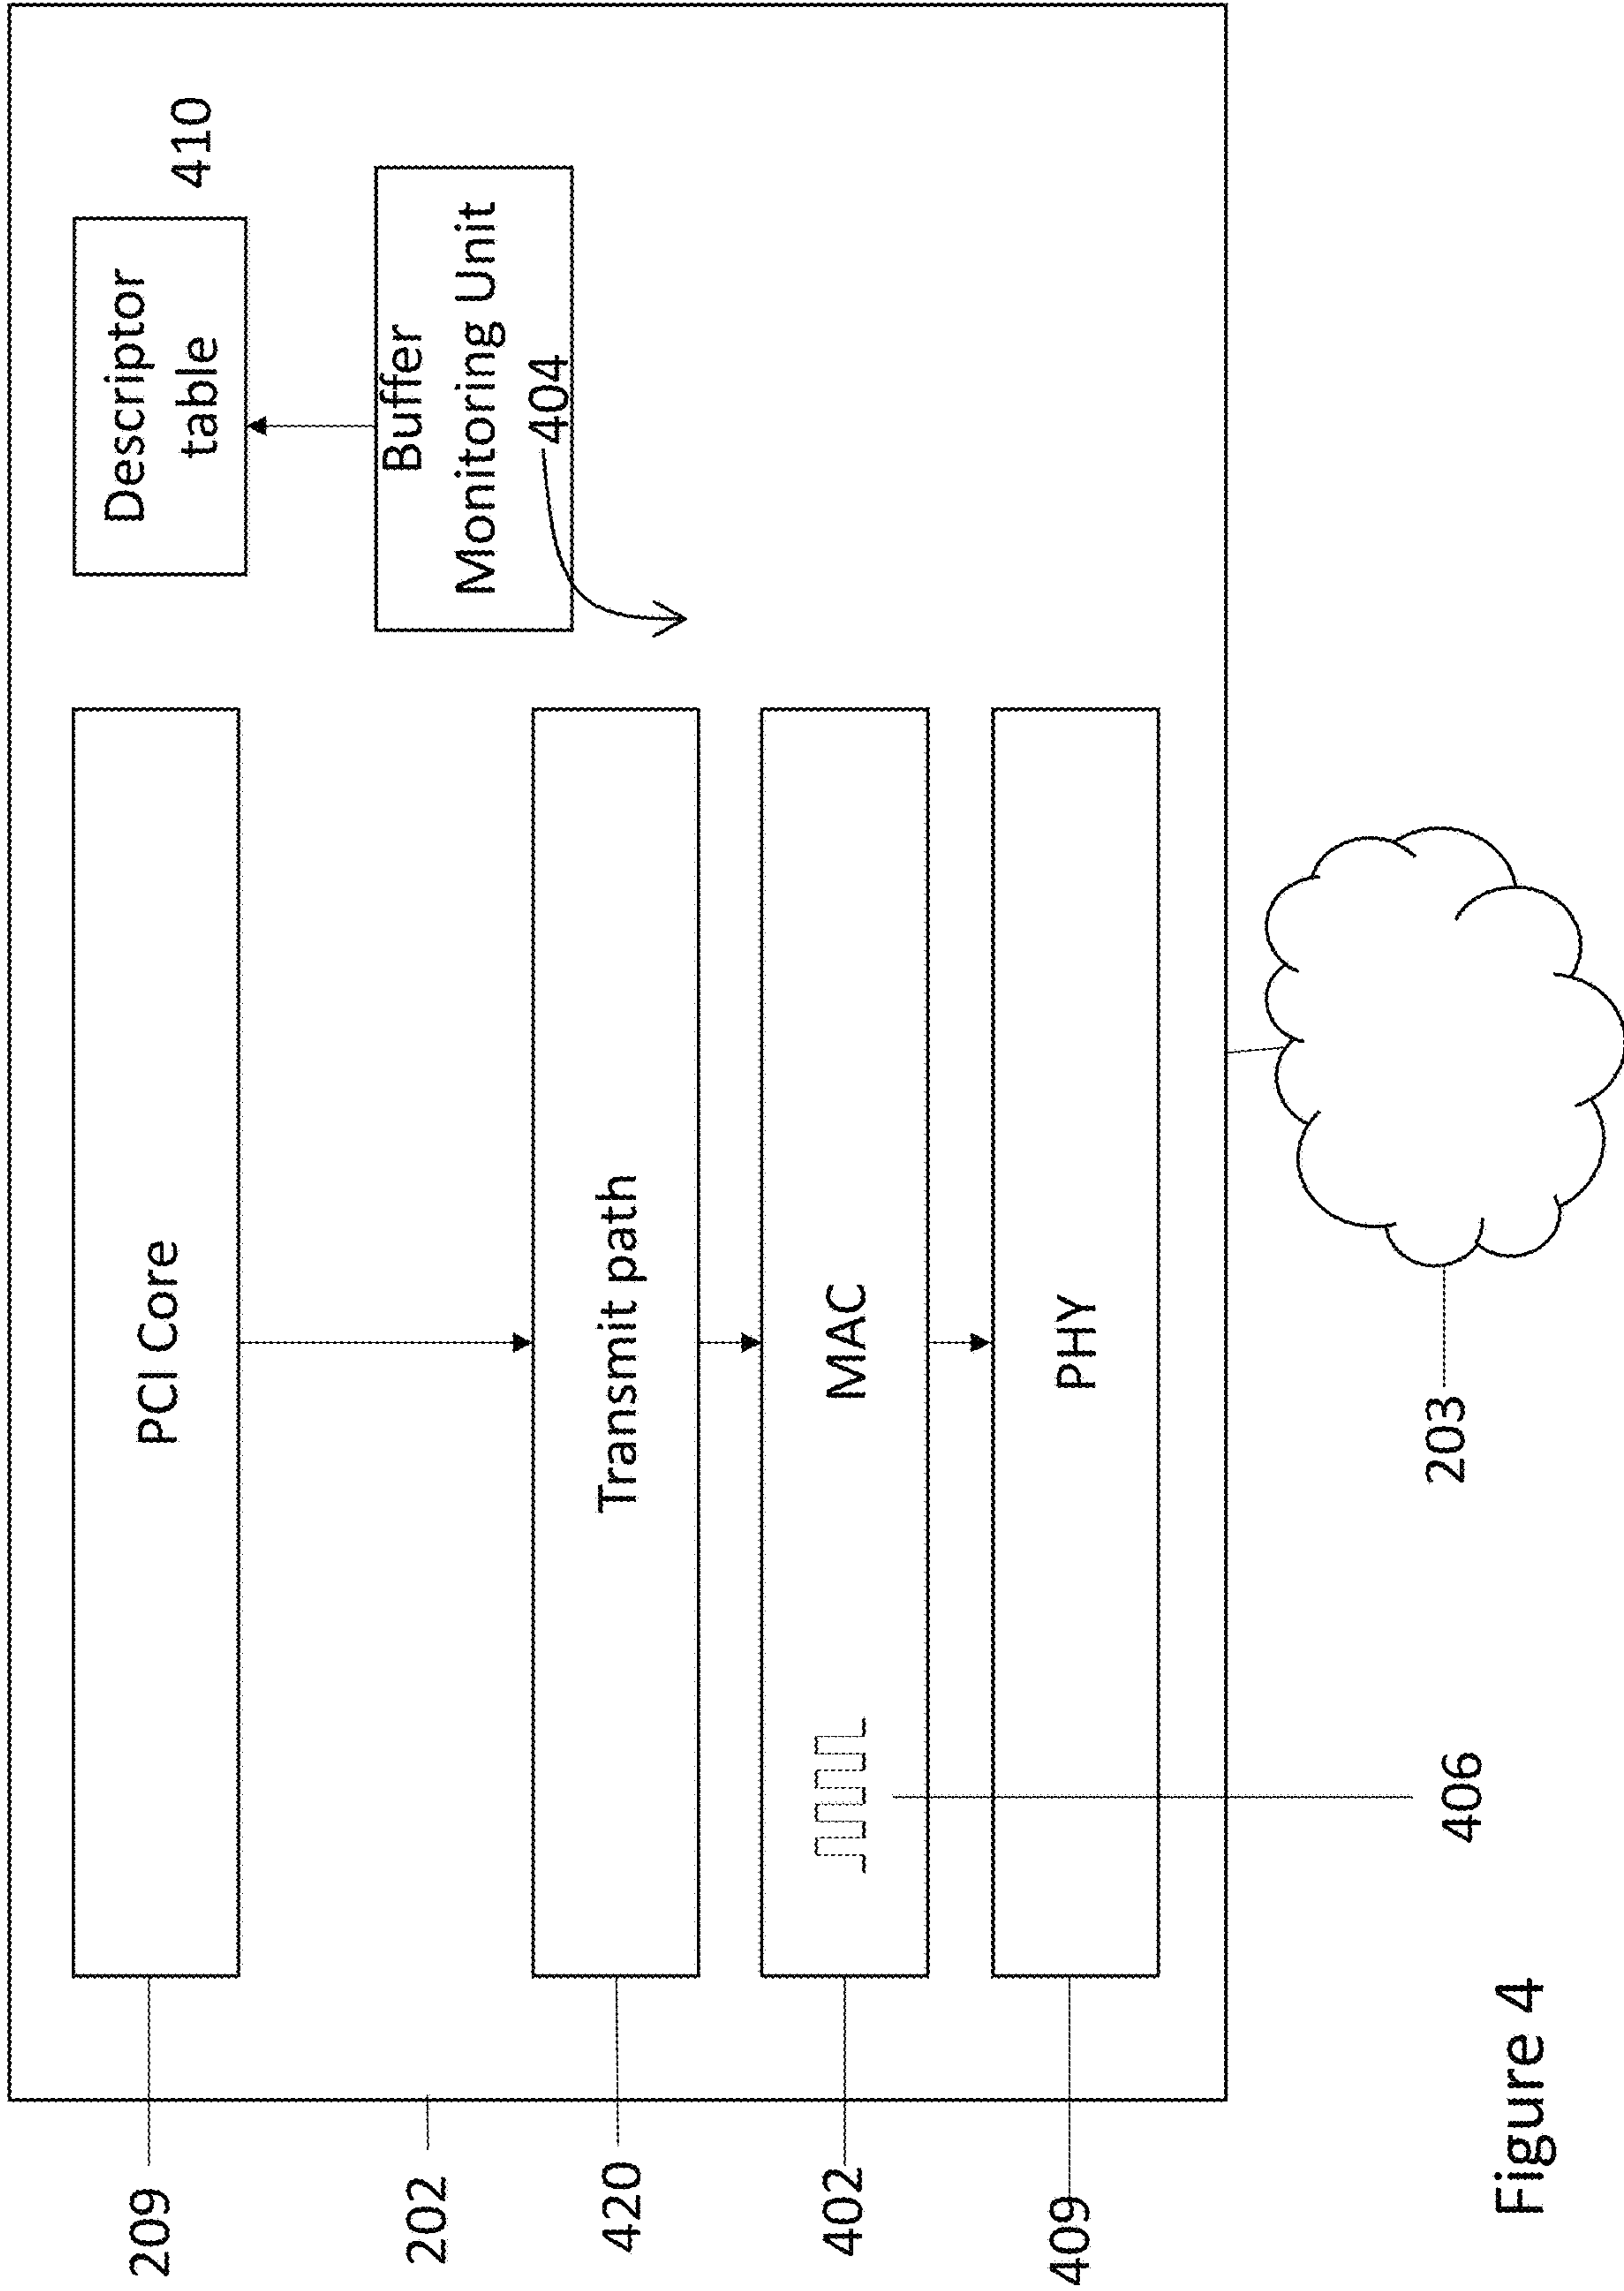 209
PCI Core
Descriptor
table
410
202
Buffer
Monitoring Unit
404
420
Transmit path
402
MAC
409
PHY
203
406
Figure 4